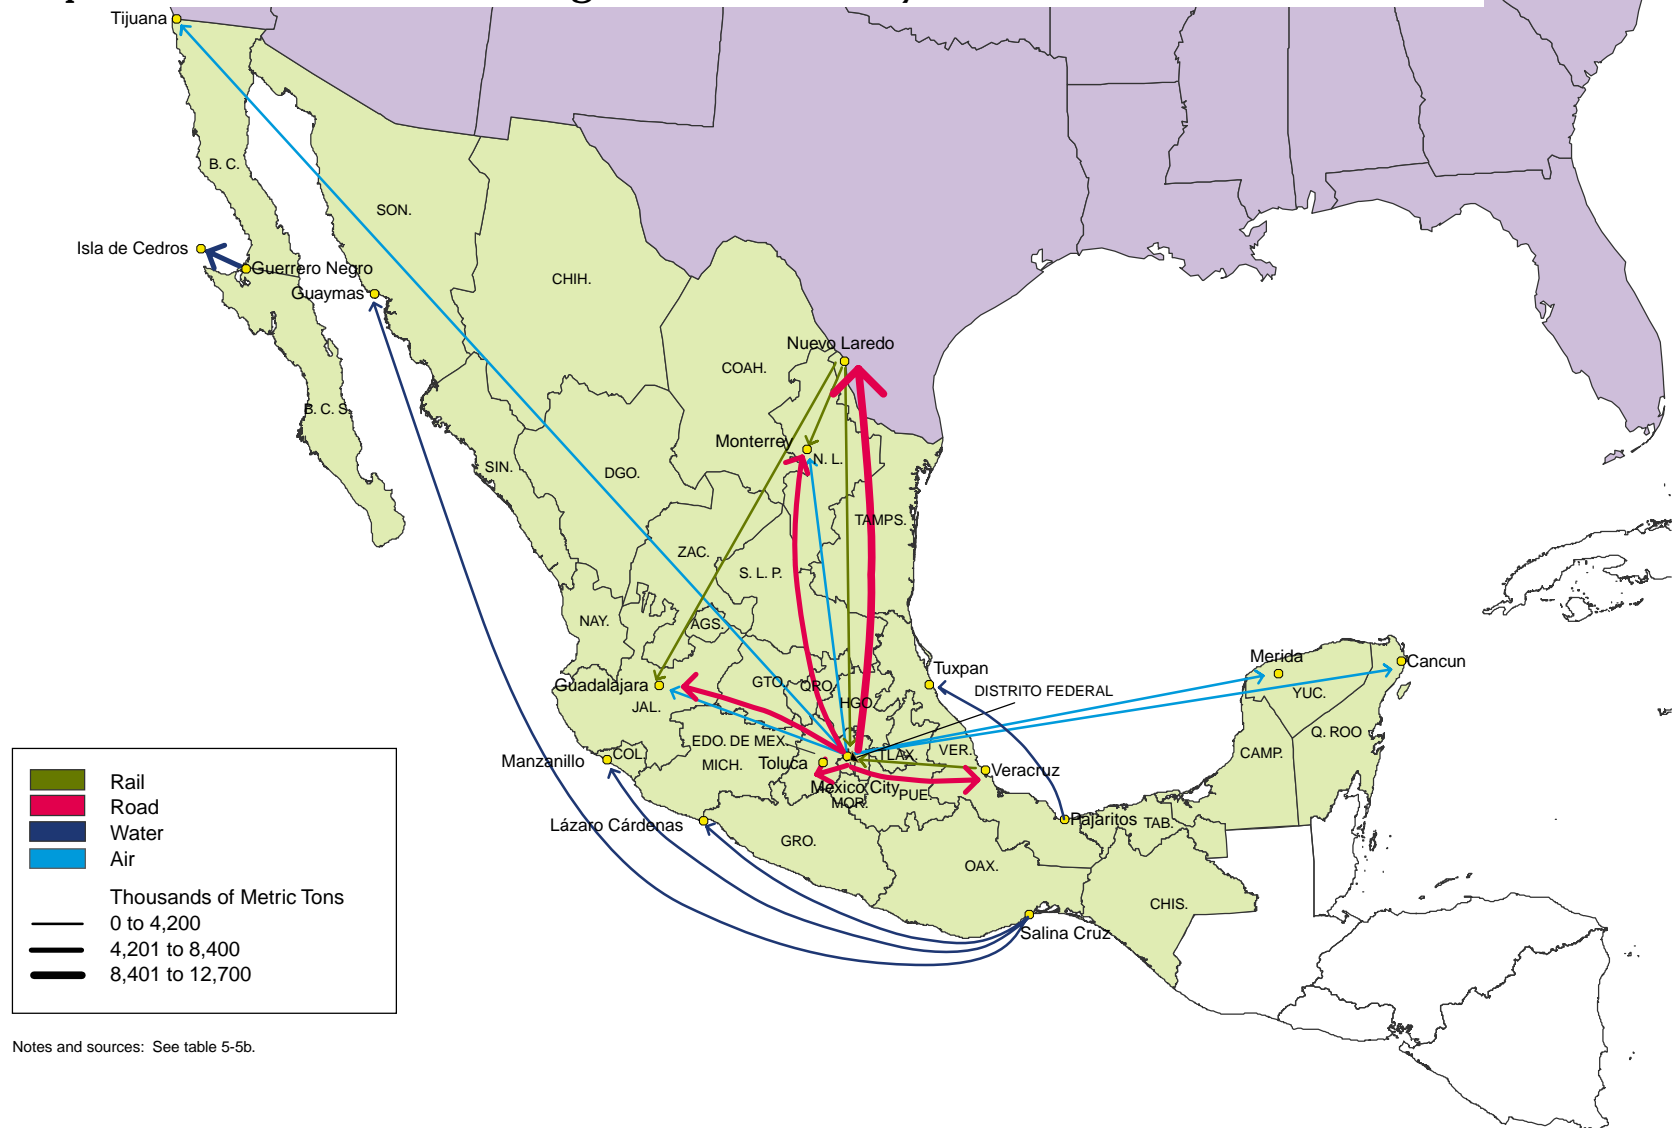 Tijuana
B. C.
SON.
Isla de Cedros
Guerrero Negro
Guaymas
CHIH.
Nuevo Laredo
COAH.
B. C. S.
Monterrey
N. L.
SIN.
DGO.
TAMPS.
ZAC.
S. L. P.
NAY.
AGS.
Tuxpan
Merida
Cancun
DISTRITO FEDERAL
YUC.
Guadalajara
GTO.
QRO.
HGO.
JAL.
Q. ROO
EDO. DE MEX.
COL.
MICH.
Toluca
TLAX.
VER.
CAMP.
Manzanillo
Veracruz
Mexico City
PUE.
MOR.
Lázaro Cárdenas
GRO.
Pajaritos
TAB.
OAX.
CHIS.
Salina Cruz
Rail
Road
Water
Air
Thousands of Metric Tons
0 to 4,200
4,201 to 8,400
8,401 to 12,700
Notes and sources: See table 5-5b.